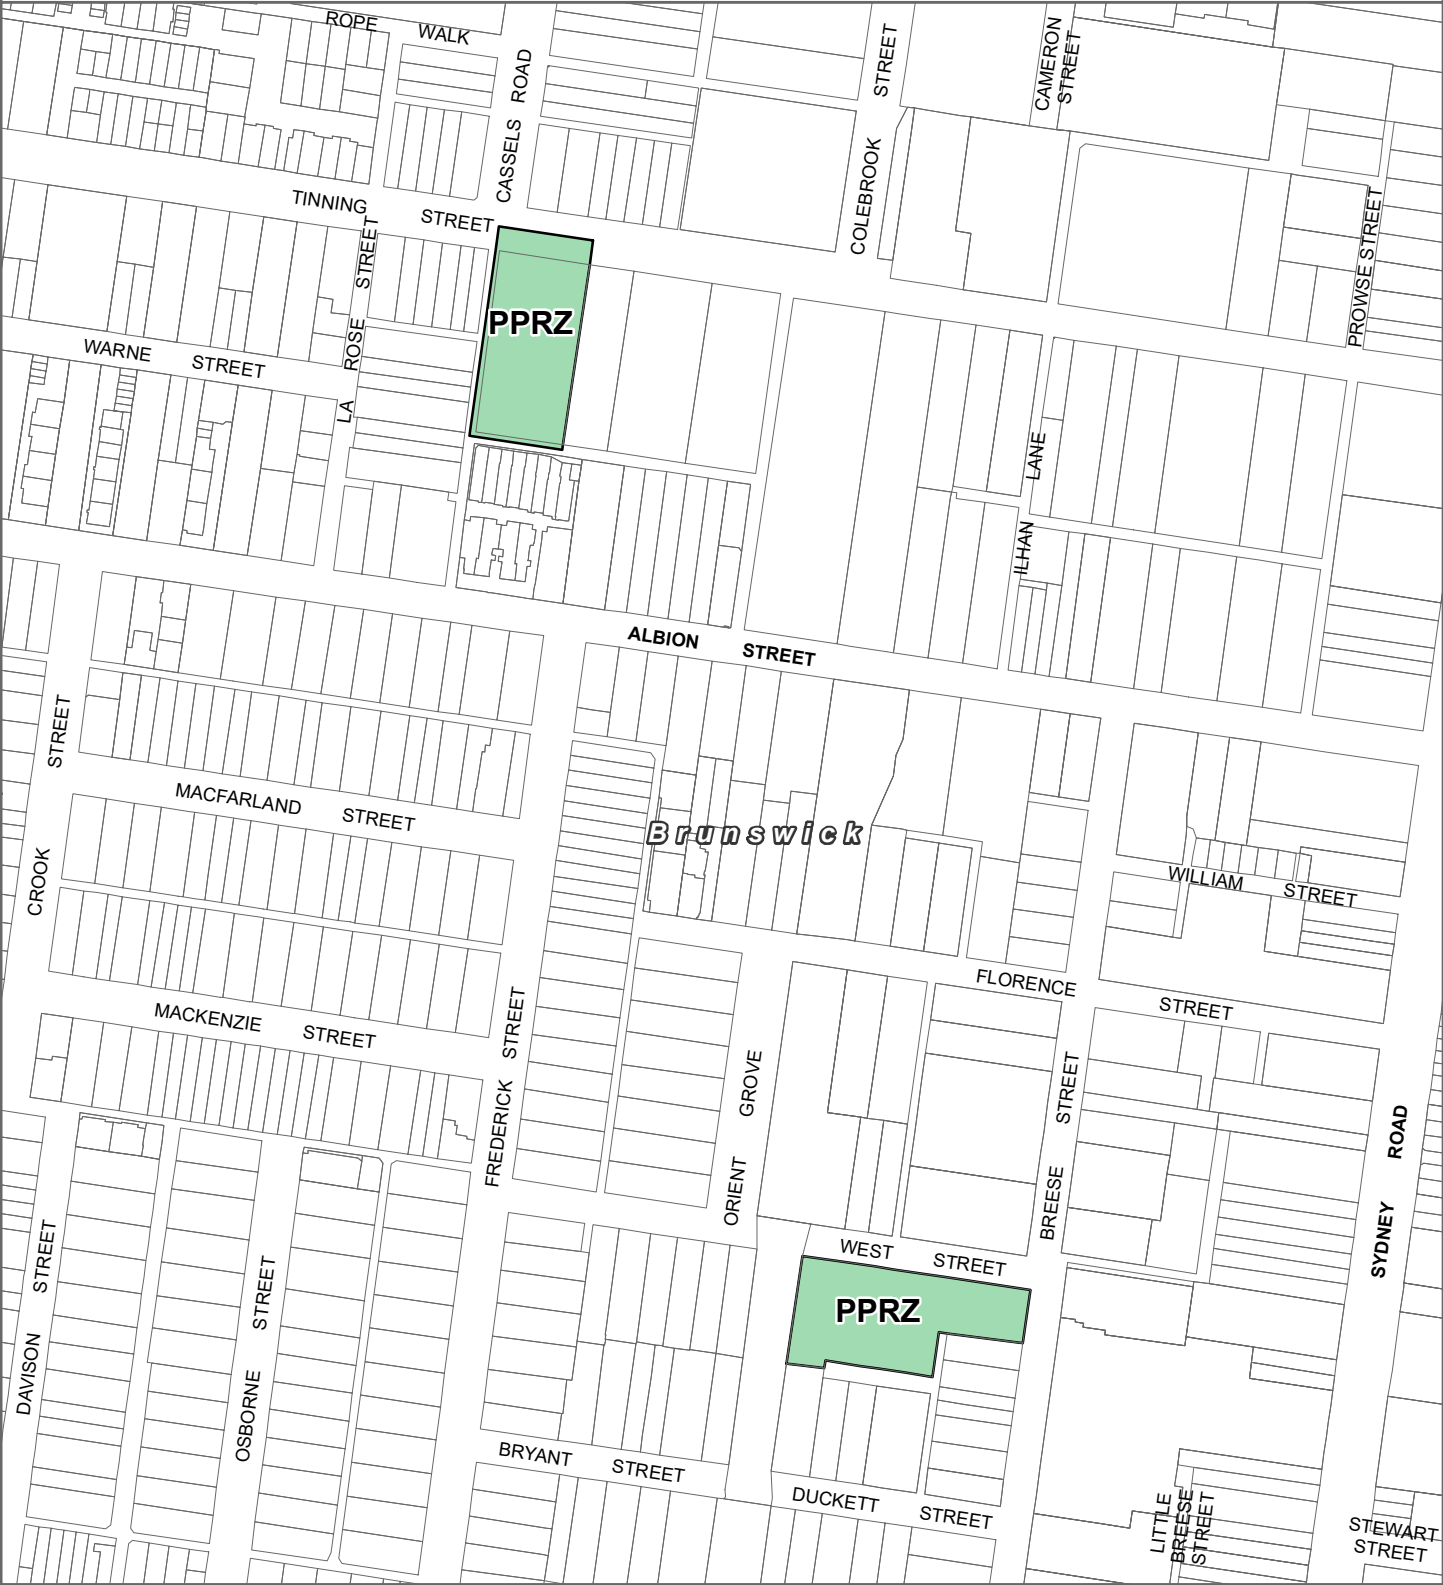 ROPE WALK
CASSELS ROAD
COLEBROOK STREET
CAMERON
STREET
PROWSE STREET
TINNING STREET
LA ROSE STREET
WARNE STREET
PPRZ
ILHAN LANE
ALBION STREET
CROOK STREET
MACFARLAND STREET
Brunswick
WILLIAM STREET
MACKENZIE STREET
FLORENCE STREET
FREDERICK STREET
ORIENT GROVE
BREESE STREET
SYDNEY ROAD
DAVISON STREET
OSBORNE STREET
WEST STREET
PPRZ
BRYANT STREET
DUCKETT STREET
LITTLE
BREESE
STREET
STEWART
STREET